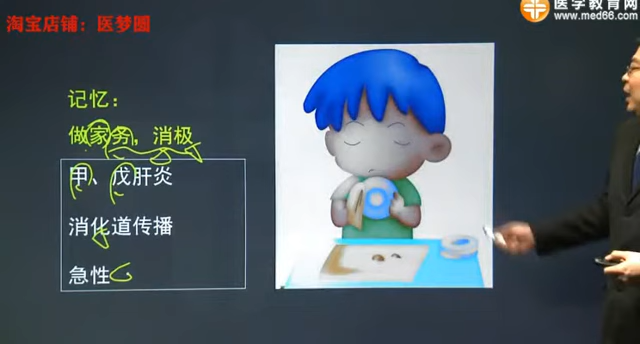 淘宝店铺：医梦圆
医学教育网
www.med66.com
记忆：
做家务，消极
甲、戊肝炎
消化道传播
急性